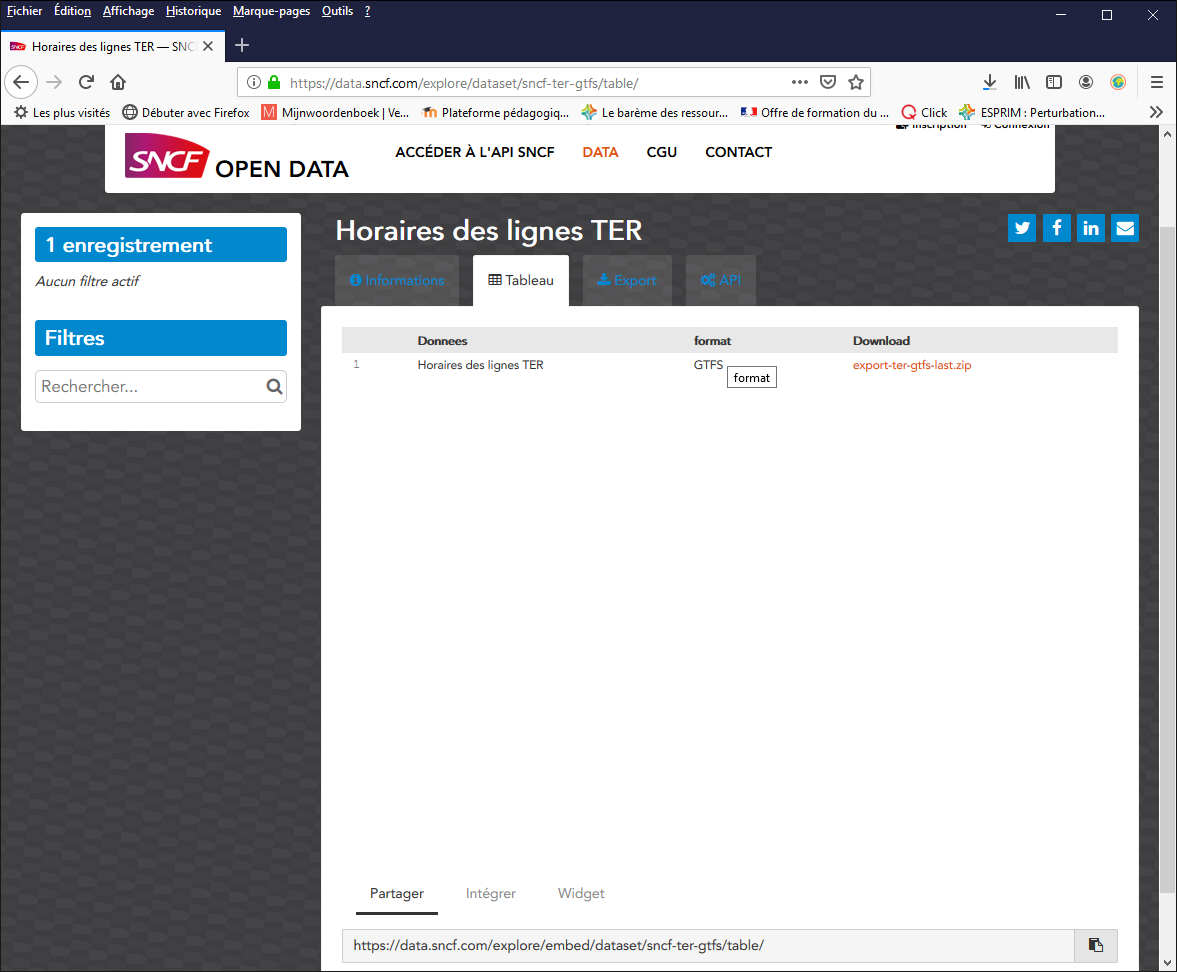 Fichier Édition Affichage Historique Marque-pages Outils ?
Horaires des lignes TER — SNC
https://data.sncf.com/explore/dataset/sncf-ter-gtfs/table/
Les plus visités Débuter avec Firefox Mijnwoordenboek | Ve... Plateforme pédagogiq... Le barème des ressour... Offre de formation du ... Click ESPRIM : Perturbation...
Inscription Connexion
SNCF OPEN DATA ACCÉDER À L'API SNCF DATA CGU CONTACT
1 enregistrement
Aucun filtre actif
Filtres
Rechercher...
Horaires des lignes TER
Informations Tableau Export API
Donnees format Download
1 Horaires des lignes TER GTFS export-ter-gtfs-last.zip
format
Partager Intégrer Widget
https://data.sncf.com/explore/embed/dataset/sncf-ter-gtfs/table/